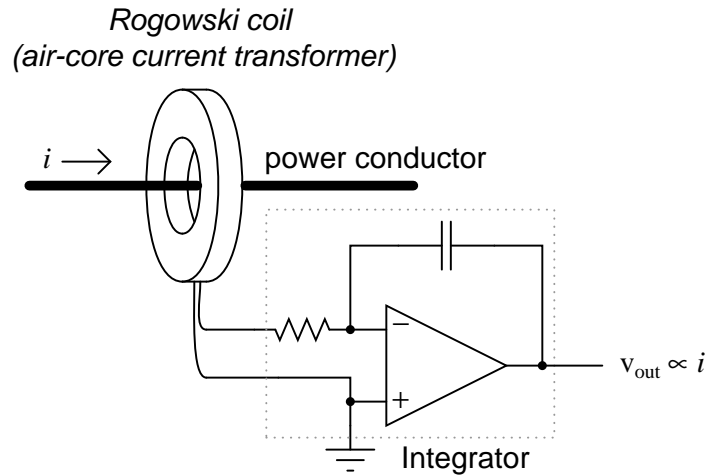 Rogowski coil
(air-core current transformer)
i
power conductor
−
+
v_out ∝ i
Integrator